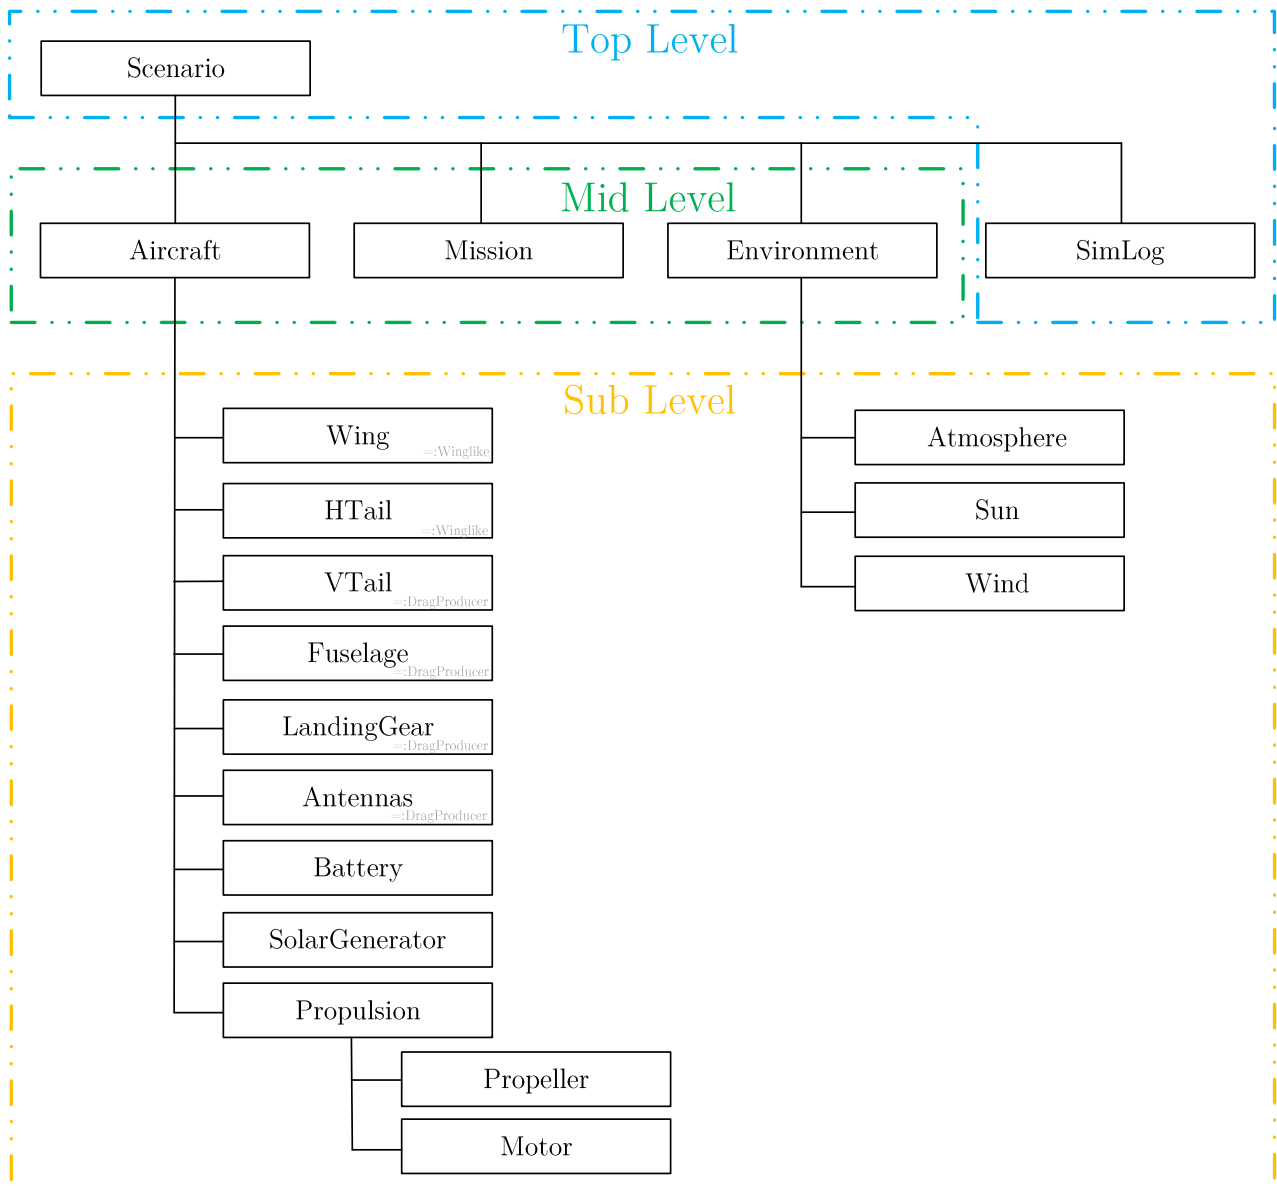 Top Level
Scenario
Mid Level
Aircraft
Mission
Environment
SimLog
Sub Level
Wing
=:Winglike
HTail
=:Winglike
VTail
=:DragProducer
Fuselage
=:DragProducer
LandingGear
=:DragProducer
Antennas
=:DragProducer
Battery
SolarGenerator
Propulsion
Propeller
Motor
Atmosphere
Sun
Wind